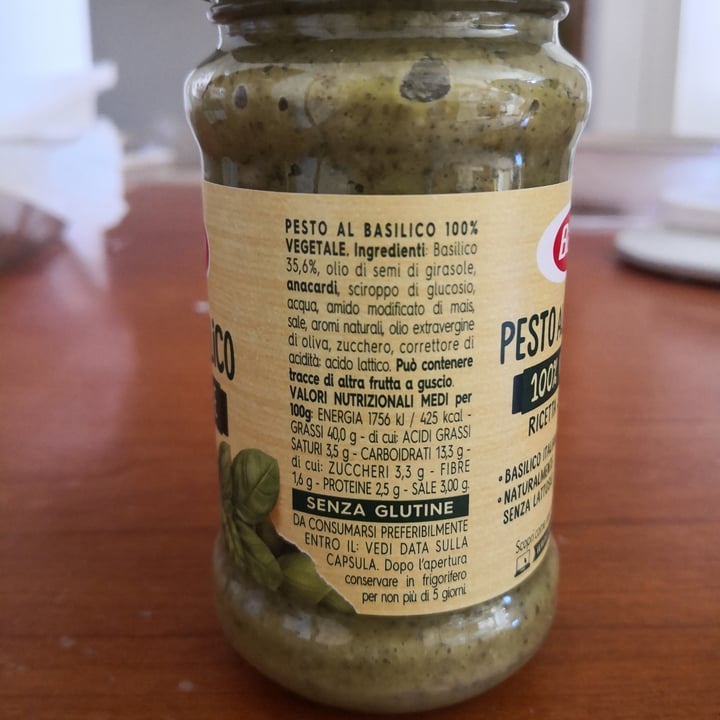 PESTO AL BASILICO 100%
VEGETALE. Ingredienti: Basilico
35,6%, olio di semi di girasole,
anacardi, sciroppo di glucosio,
acqua, amido modificato di mais,
sale, aromi naturali, olio extravergine
di oliva, zucchero, correttore di
acidità: acido lattico. Può contenere
tracce di altra frutta a guscio.
VALORI NUTRIZIONALI MEDI per
100g: ENERGIA 1756 kJ / 425 kcal -
GRASSI 40,0 g - di cui: ACIDI GRASSI
SATURI 3,5 g - CARBOIDRATI 13,3 g -
di cui: ZUCCHERI 3,3 g - FIBRE
1,6 g - PROTEINE 2,5 g - SALE 3,00 g.
SENZA GLUTINE
DA CONSUMARSI PREFERIBILMENTE
ENTRO IL: VEDI DATA SULLA
CAPSULA. Dopo l'apertura
conservare in frigorifero
per non più di 5 giorni.
PESTO
100%
RICETTA
• BASILICO
• NATURALMENTE
SENZA LATTOSIO
Scopri